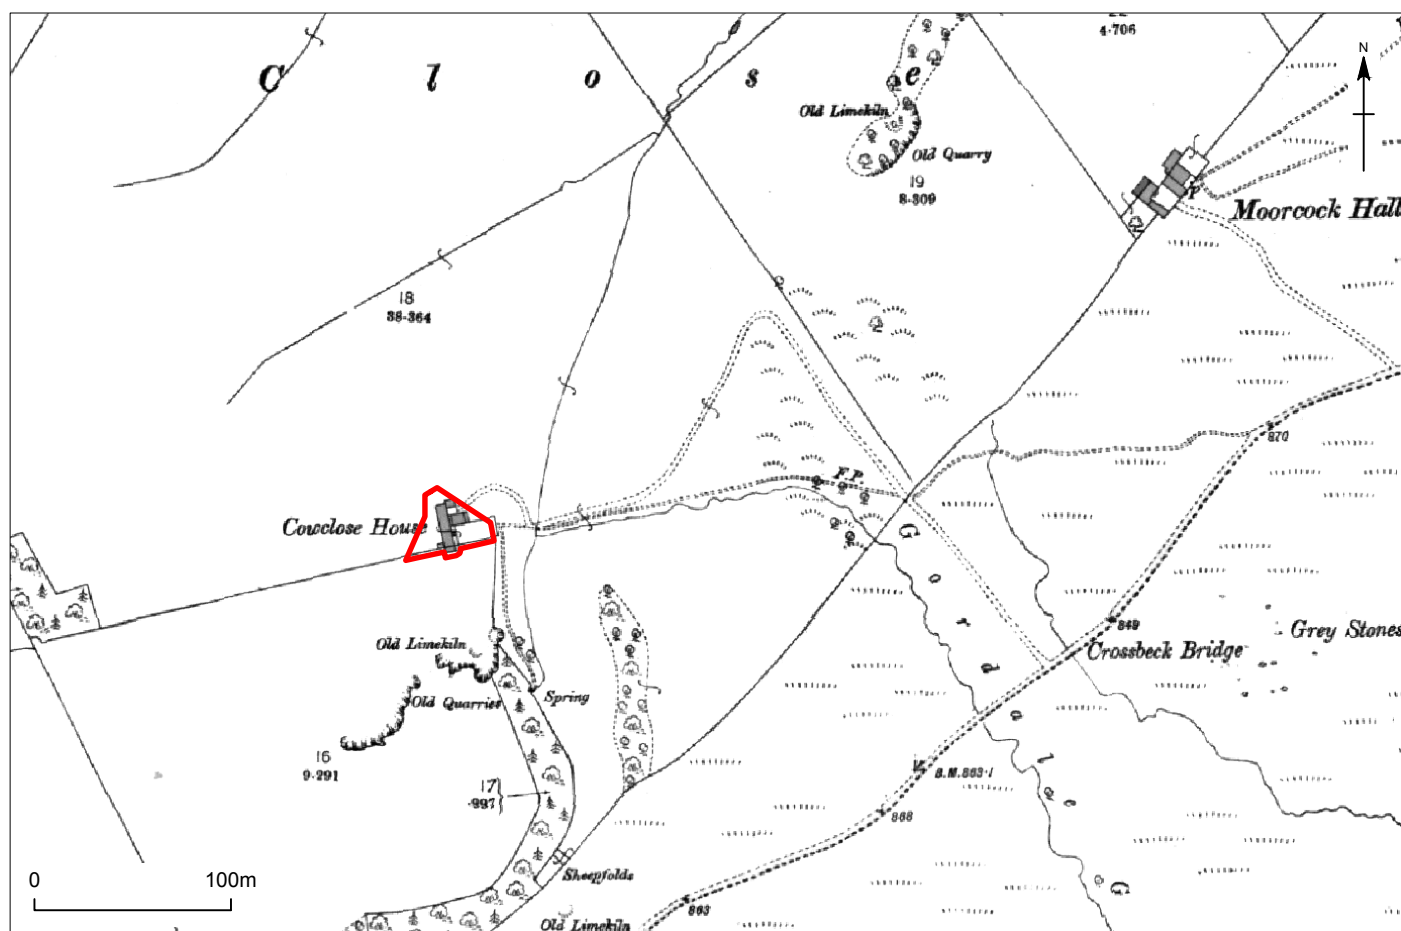 4·706
N
C l o s e
Old Limekiln
Old Quarry
19
8·309
Moorcock Hall
P
18
38·364
870
F.P.
Cowclose House
Gordale
849
Grey Stones
Crossbeck Bridge
Old Limekiln
Spring
Old Quarries
16
9·291
17
·997
B.M.863·1
868
Sheepfolds
863
Old Limekiln
G
0 100m